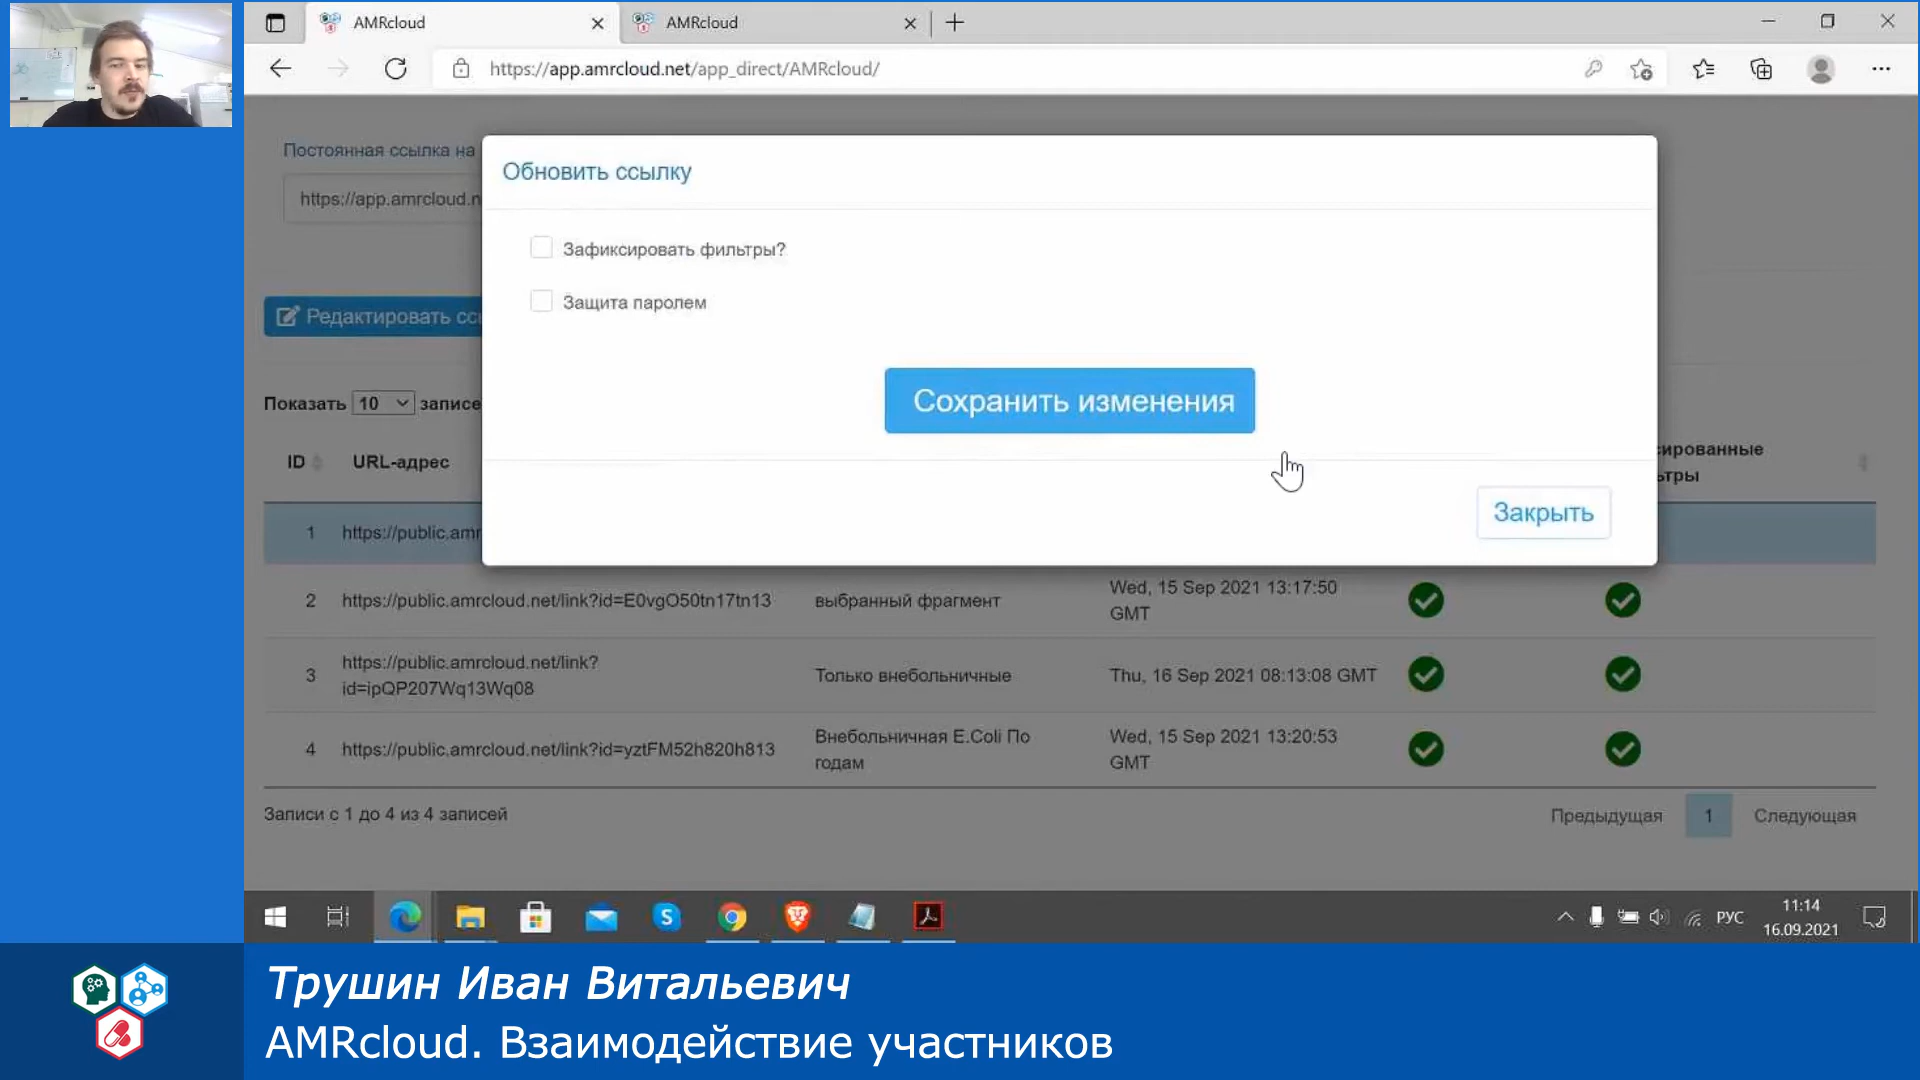 AMRcloud
AMRcloud
https://app.amrcloud.net/app_direct/AMRcloud/
Постоянная ссылка на
https://app.amrcloud.n
Обновить ссылку
Зафиксировать фильтры?
Защита паролем
Редактировать сс
Сохранить изменения
Закрыть
Показать 10 записе
ID URL-адрес
сированные
ьтры
1 https://public.amr
2 https://public.amrcloud.net/link?id=E0vgO50tn17tn13 выбранный фрагмент Wed, 15 Sep 2021 13:17:50
GMT
3 https://public.amrcloud.net/link?
id=ipQP207Wq13Wq08 Только внебольничные Thu, 16 Sep 2021 08:13:08 GMT
4 https://public.amrcloud.net/link?id=yztFM52h820h813 Внебольничная E.Coli По
годам Wed, 15 Sep 2021 13:20:53
GMT
Записи с 1 до 4 из 4 записей
Предыдущая 1 Следующая
РУС
11:14
16.09.2021
Трушин Иван Витальевич
AMRcloud. Взаимодействие участников